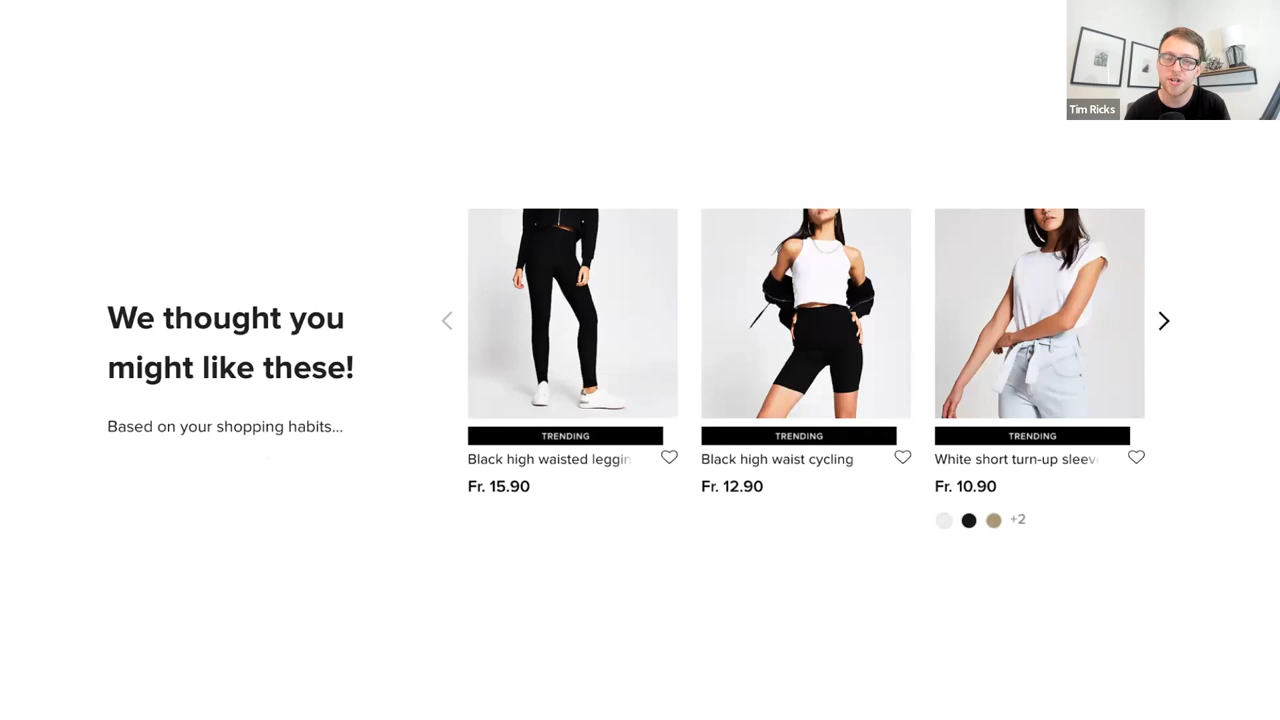 Tim Ricks
We thought you
might like these!
Based on your shopping habits...
TRENDING
Black high waisted leggin
Fr. 15.90
TRENDING
Black high waist cycling
Fr. 12.90
TRENDING
White short turn-up sleev
Fr. 10.90
+2